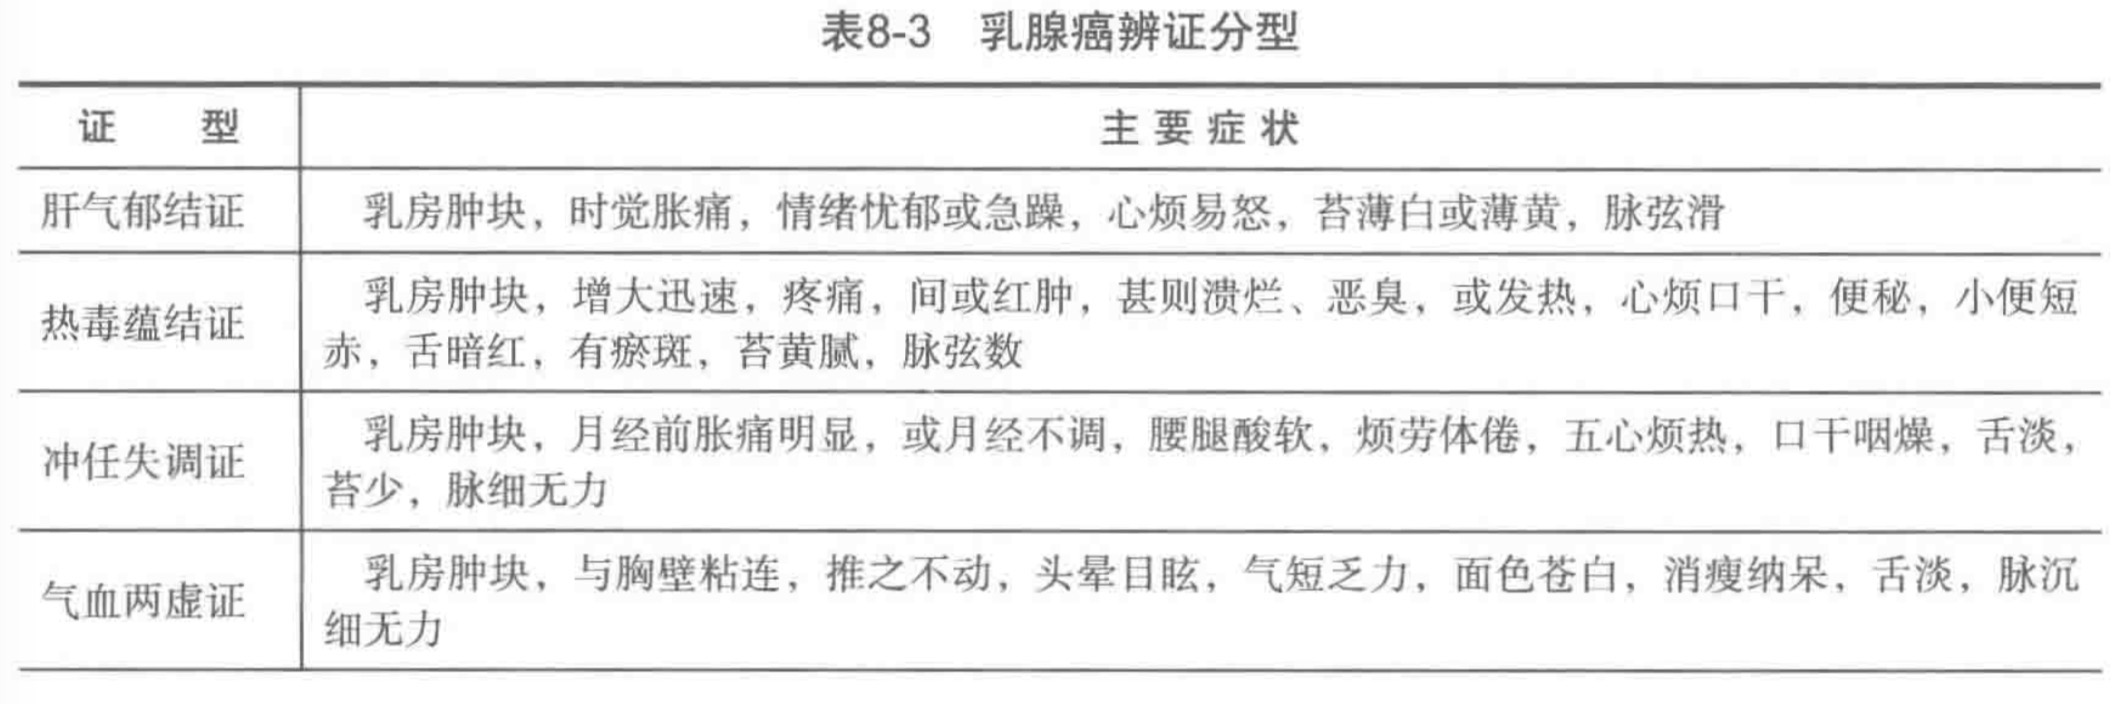 表8-3 乳腺癌辨证分型
证 型 主要症状
肝气郁结证 乳房肿块，时觉胀痛，情绪忧郁或急躁，心烦易怒，苔薄白或薄黄，脉弦滑
热毒蕴结证 乳房肿块，增大迅速，疼痛，间或红肿，甚则溃烂、恶臭，或发热，心烦口干，便秘，小便短
赤，舌暗红，有瘀斑，苔黄腻，脉弦数
冲任失调证 乳房肿块，月经前胀痛明显，或月经不调，腰腿酸软，烦劳体倦，五心烦热，口干咽燥，舌淡，
苔少，脉细无力
气血两虚证 乳房肿块，与胸壁粘连，推之不动，头晕目眩，气短乏力，面色苍白，消瘦纳呆，舌淡，脉沉
细无力